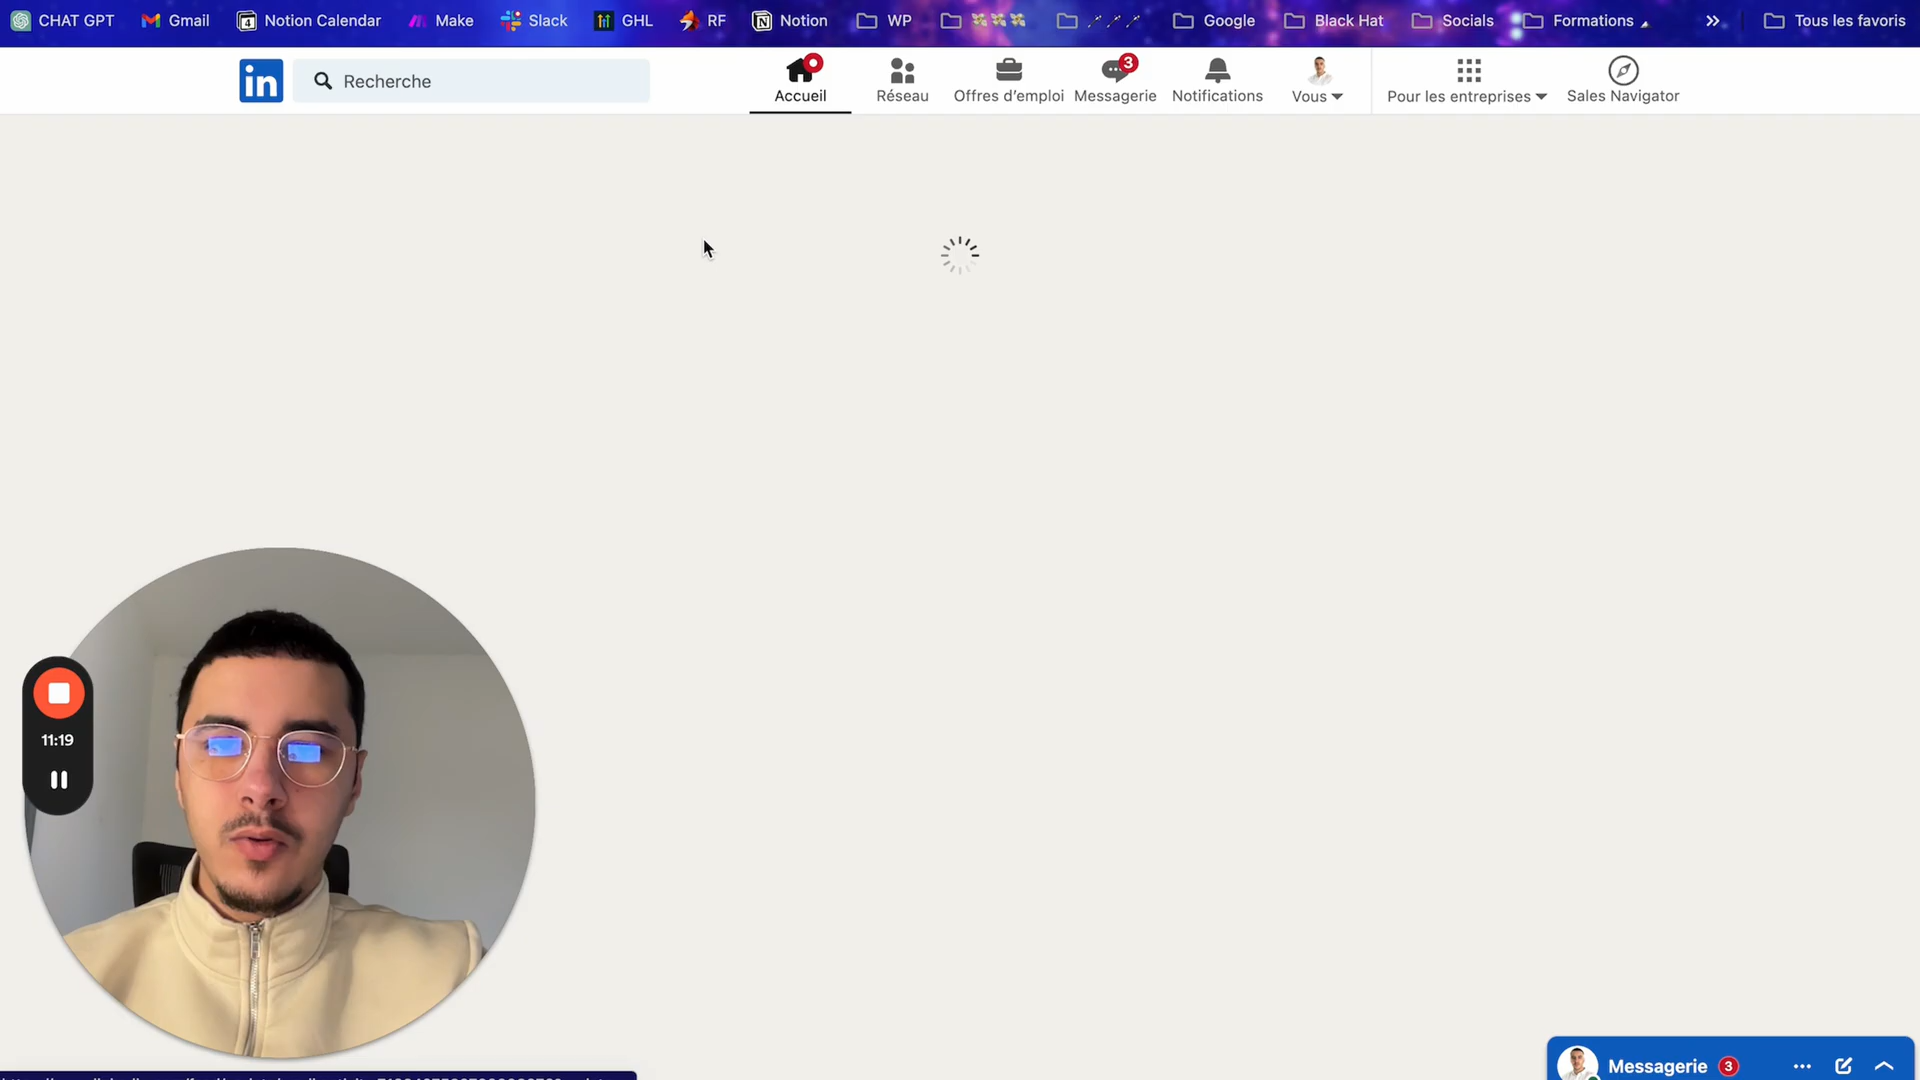 CHAT GPT Gmail Notion Calendar Make Slack GHL RF Notion WP Google Black Hat Socials Formations Tous les favoris
in Recherche
Accueil Réseau Offres d'emploi 3 Messagerie Notifications Vous Pour les entreprises Sales Navigator
11:19
Messagerie 3